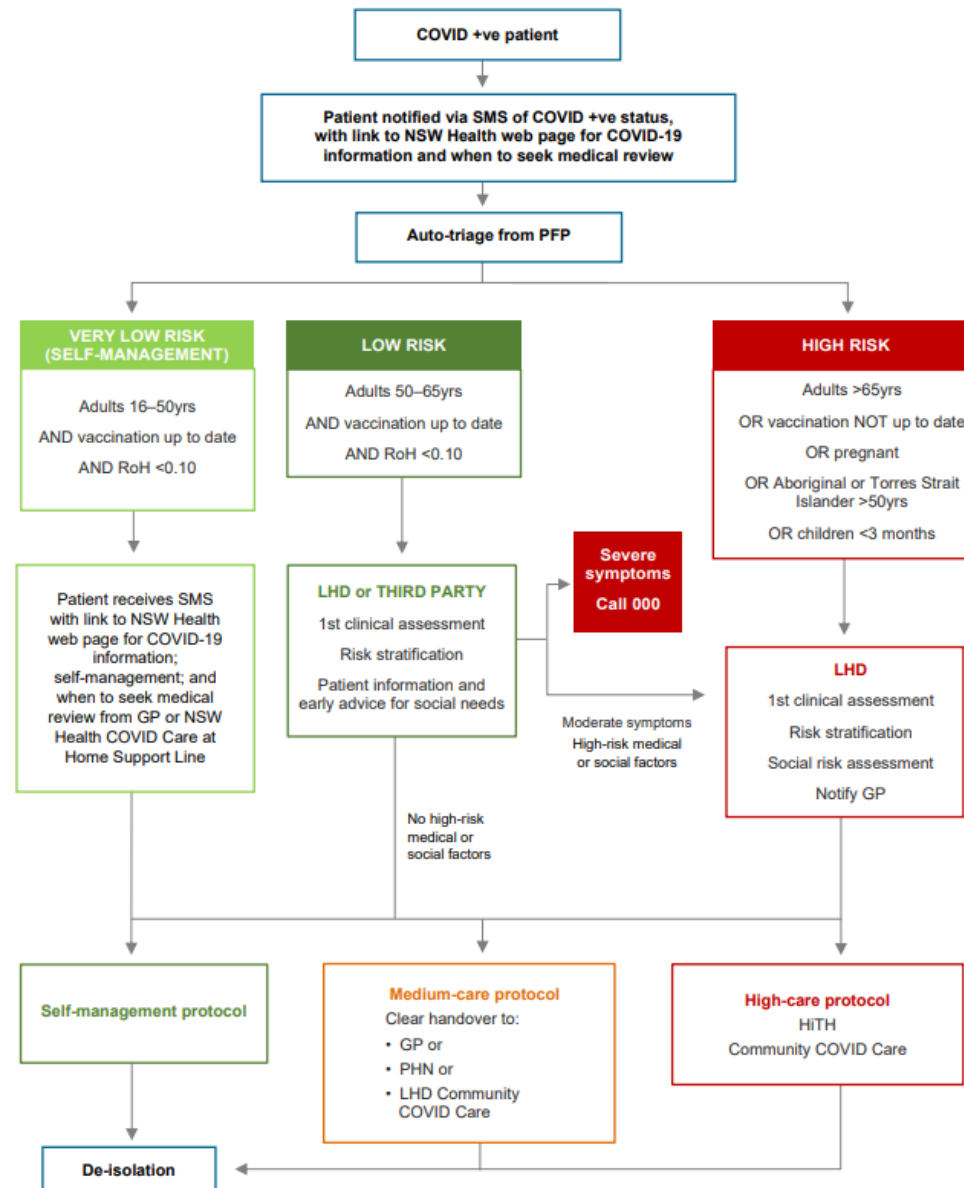 COVID +ve patient
Patient notified via SMS of COVID +ve status,
with link to NSW Health web page for COVID-19
information and when to seek medical review
Auto-triage from PFP
VERY LOW RISK
(SELF-MANAGEMENT)
Adults 16–50yrs
AND vaccination up to date
AND RoH <0.10
LOW RISK
Adults 50–65yrs
AND vaccination up to date
AND RoH <0.10
HIGH RISK
Adults >65yrs
OR vaccination NOT up to date
OR pregnant
OR Aboriginal or Torres Strait
Islander >50yrs
OR children <3 months
Patient receives SMS
with link to NSW Health
web page for COVID-19
information;
self-management; and
when to seek medical
review from GP or NSW
Health COVID Care at
Home Support Line
LHD or THIRD PARTY
1st clinical assessment
Risk stratification
Patient information and
early advice for social needs
Severe
symptoms
Call 000
Moderate symptoms
High-risk medical
or social factors
LHD
1st clinical assessment
Risk stratification
Social risk assessment
Notify GP
No high-risk
medical or
social factors
Self-management protocol
Medium-care protocol
Clear handover to:
• GP or
• PHN or
• LHD Community
COVID Care
High-care protocol
HiTH
Community COVID Care
De-isolation